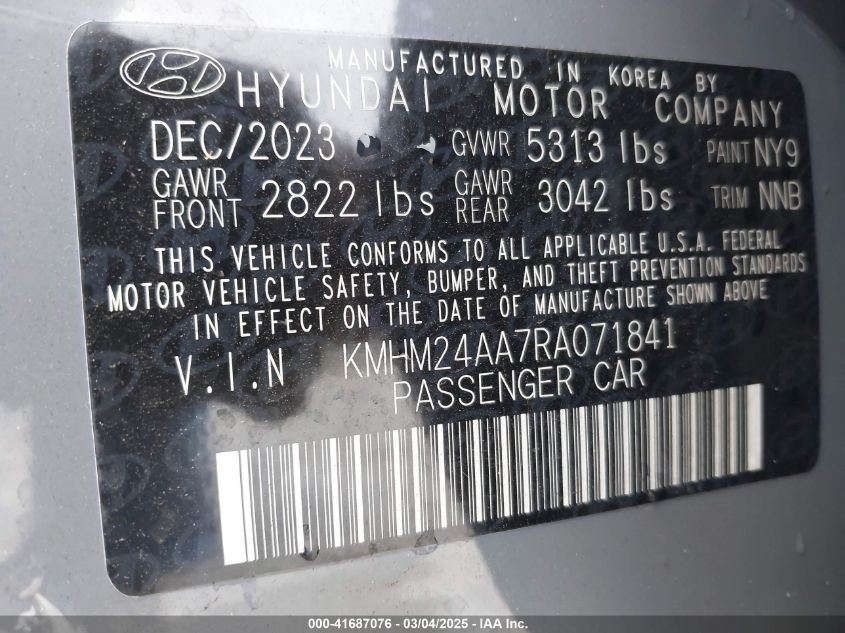 MANUFACTURED IN KOREA BY
HYUNDAI MOTOR COMPANY
DEC/2023 GVWR 5313 lbs PAINT NY9
GAWR FRONT 2822 lbs GAWR REAR 3042 lbs TRIM NNB
THIS VEHICLE CONFORMS TO ALL APPLICABLE U.S.A. FEDERAL
MOTOR VEHICLE SAFETY, BUMPER, AND THEFT PREVENTION STANDARDS
IN EFFECT ON THE DATE OF MANUFACTURE SHOWN ABOVE
V.I.N KMHM24AA7RA071841
PASSENGER CAR
000-41687076 - 03/04/2025 - IAA Inc.